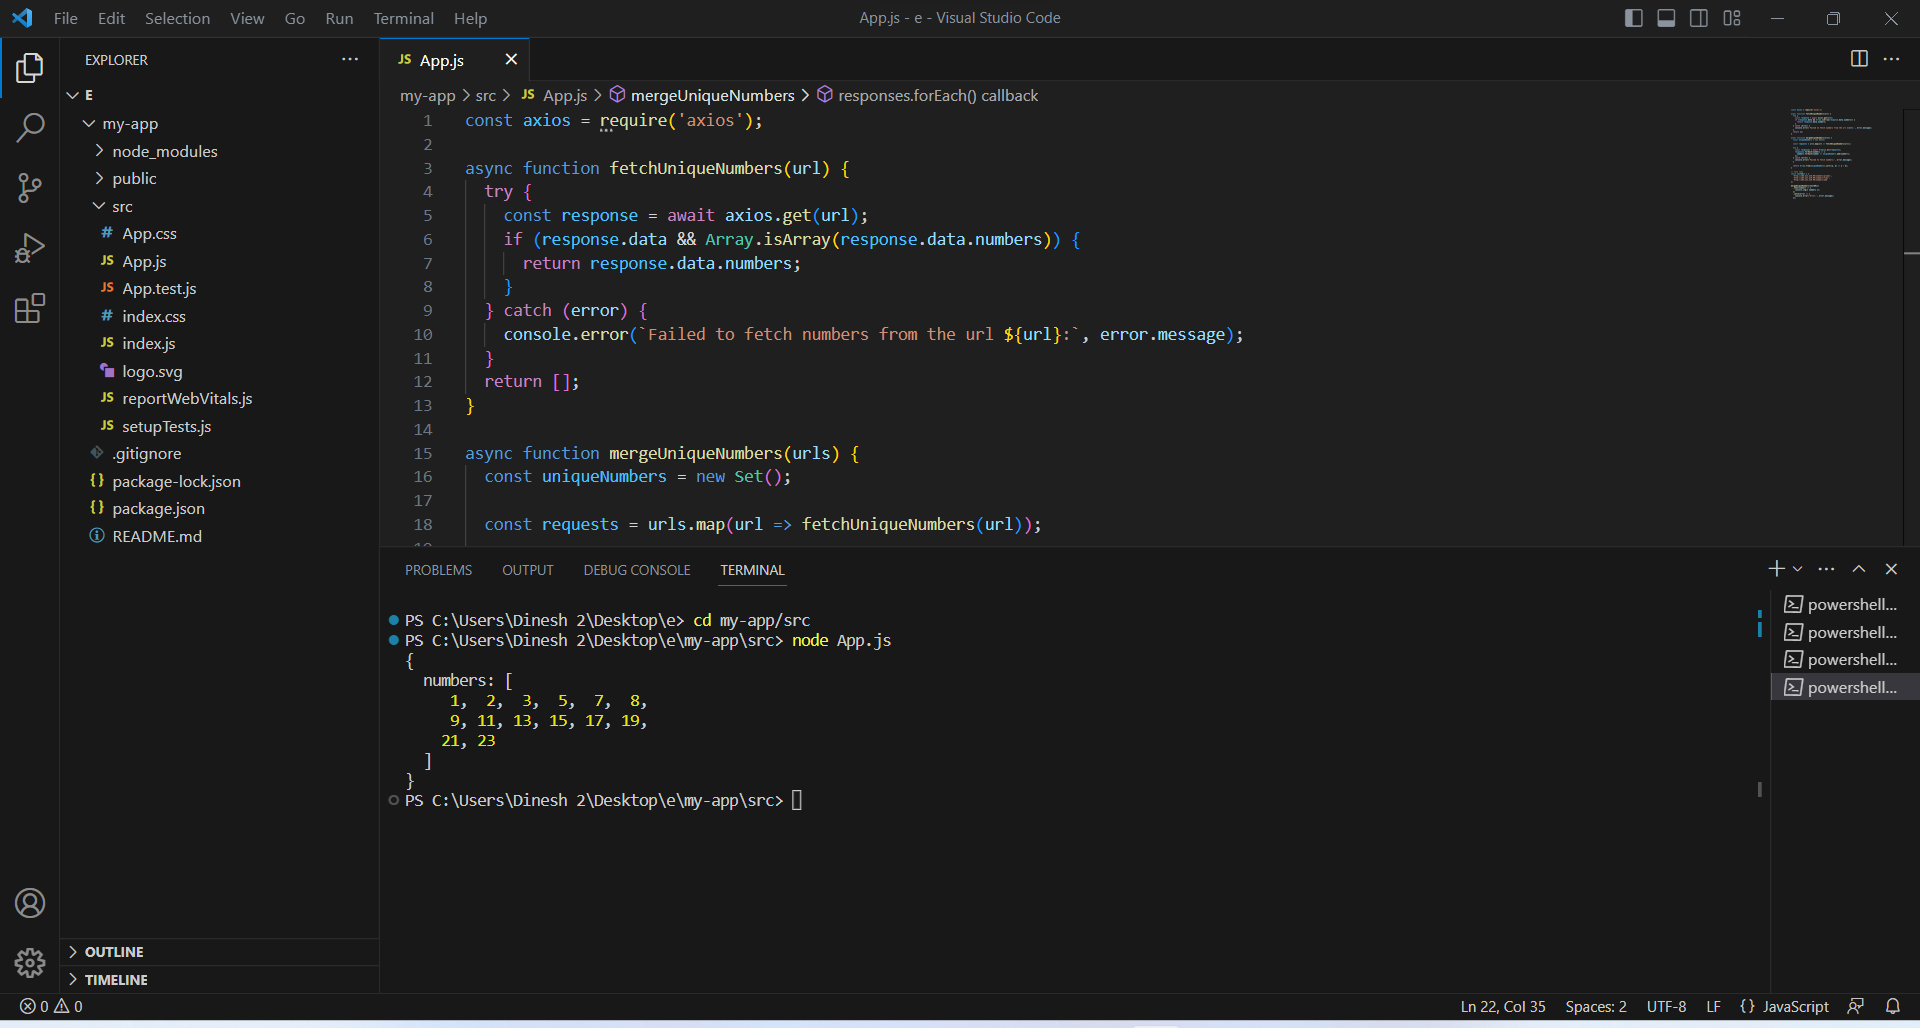 File Edit Selection View Go Run Terminal Help
App.js - e - Visual Studio Code
EXPLORER
E
my-app
node_modules
public
src
# App.css
JS App.js
JS App.test.js
# index.css
JS index.js
logo.svg
JS reportWebVitals.js
JS setupTests.js
.gitignore
{} package-lock.json
{} package.json
README.md
OUTLINE
TIMELINE
JS App.js
my-app > src > JS App.js > mergeUniqueNumbers > responses.forEach() callback
1 const axios = require('axios');
2
3 async function fetchUniqueNumbers(url) {
4 try {
5 const response = await axios.get(url);
6 if (response.data && Array.isArray(response.data.numbers)) {
7 return response.data.numbers;
8 }
9 } catch (error) {
10 console.error(`Failed to fetch numbers from the url ${url}:`, error.message);
11 }
12 return [];
13 }
14
15 async function mergeUniqueNumbers(urls) {
16 const uniqueNumbers = new Set();
17
18 const requests = urls.map(url => fetchUniqueNumbers(url));
PROBLEMS OUTPUT DEBUG CONSOLE TERMINAL
PS C:\Users\Dinesh 2\Desktop\e> cd my-app/src
PS C:\Users\Dinesh 2\Desktop\e\my-app\src> node App.js
{
numbers: [
1, 2, 3, 5, 7, 8,
9, 11, 13, 15, 17, 19,
21, 23
]
}
PS C:\Users\Dinesh 2\Desktop\e\my-app\src>
powershell...
powershell...
powershell...
powershell...
0 0
Ln 22, Col 35 Spaces: 2 UTF-8 LF {} JavaScript